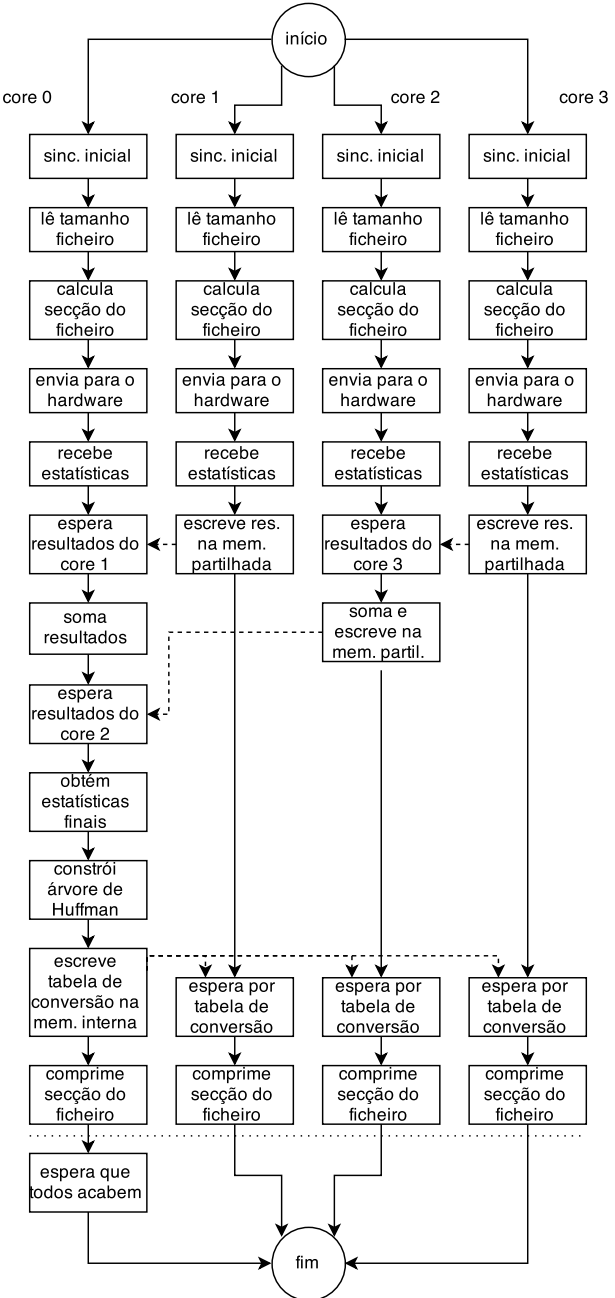 início
core 0
core 1
core 2
core 3
sinc. inicial
sinc. inicial
sinc. inicial
sinc. inicial
lê tamanho
ficheiro
lê tamanho
ficheiro
lê tamanho
ficheiro
lê tamanho
ficheiro
calcula
secção do
ficheiro
calcula
secção do
ficheiro
calcula
secção do
ficheiro
calcula
secção do
ficheiro
envia para o
hardware
envia para o
hardware
envia para o
hardware
envia para o
hardware
recebe
estatísticas
recebe
estatísticas
recebe
estatísticas
recebe
estatísticas
espera
resultados do
core 1
escreve res.
na mem.
partilhada
espera
resultados do
core 3
escreve res.
na mem.
partilhada
soma
resultados
soma e
escreve na
mem. partil.
espera
resultados do
core 2
obtém
estatísticas
finais
constrói
árvore de
Huffman
escreve
tabela de
conversão na
mem. interna
espera por
tabela de
conversão
espera por
tabela de
conversão
espera por
tabela de
conversão
comprime
secção do
ficheiro
comprime
secção do
ficheiro
comprime
secção do
ficheiro
comprime
secção do
ficheiro
espera que
todos acabem
fim